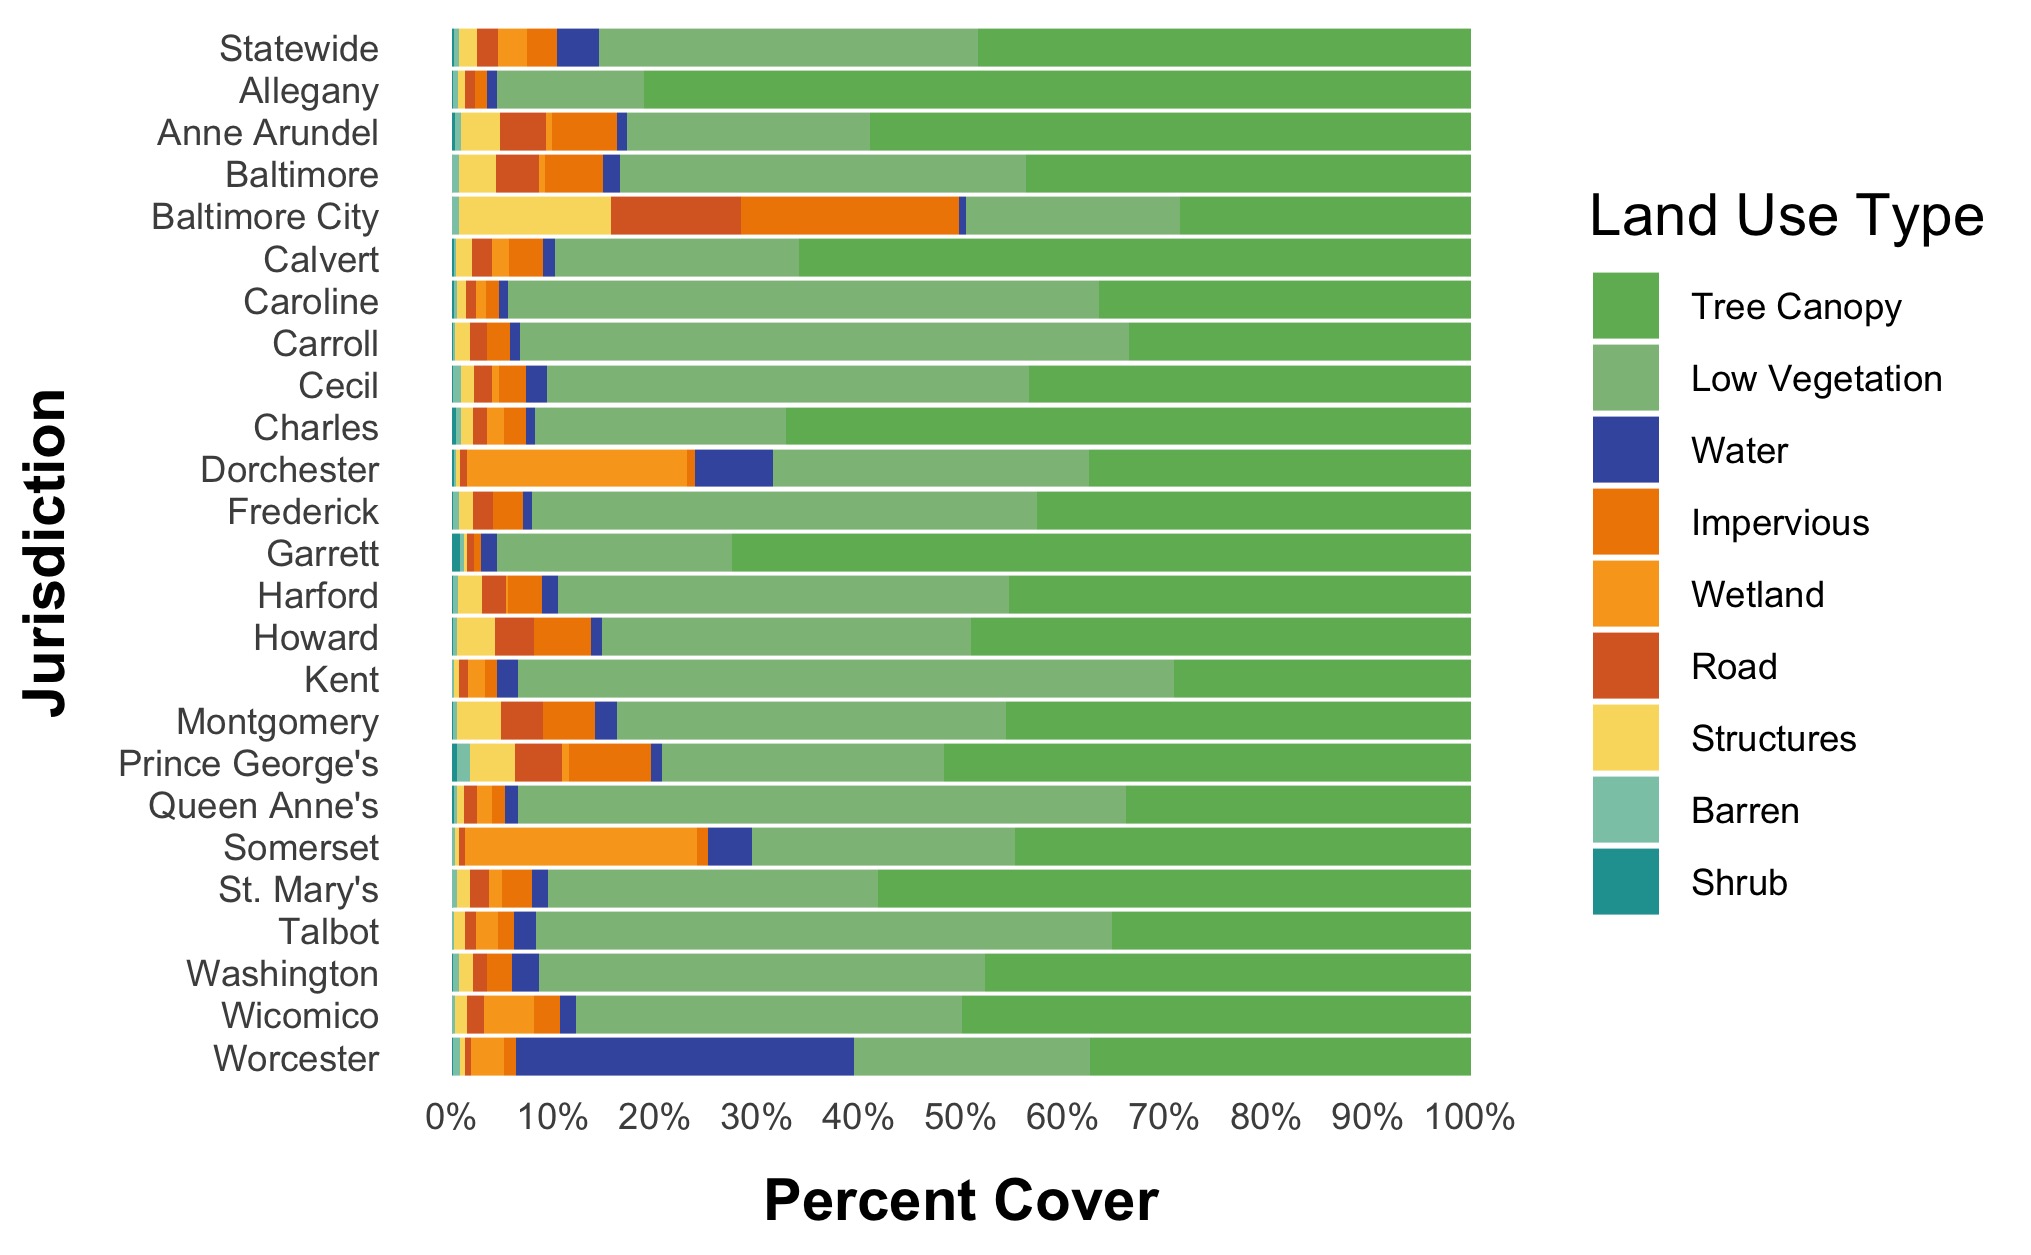 Statewide
Allegany
Anne Arundel
Baltimore
Baltimore City
Calvert
Caroline
Carroll
Cecil
Charles
Dorchester
Frederick
Garrett
Harford
Howard
Kent
Montgomery
Prince George's
Queen Anne's
Somerset
St. Mary's
Talbot
Washington
Wicomico
Worcester
Jurisdiction
0% 10% 20% 30% 40% 50% 60% 70% 80% 90% 100%
Percent Cover
Land Use Type
Tree Canopy
Low Vegetation
Water
Impervious
Wetland
Road
Structures
Barren
Shrub